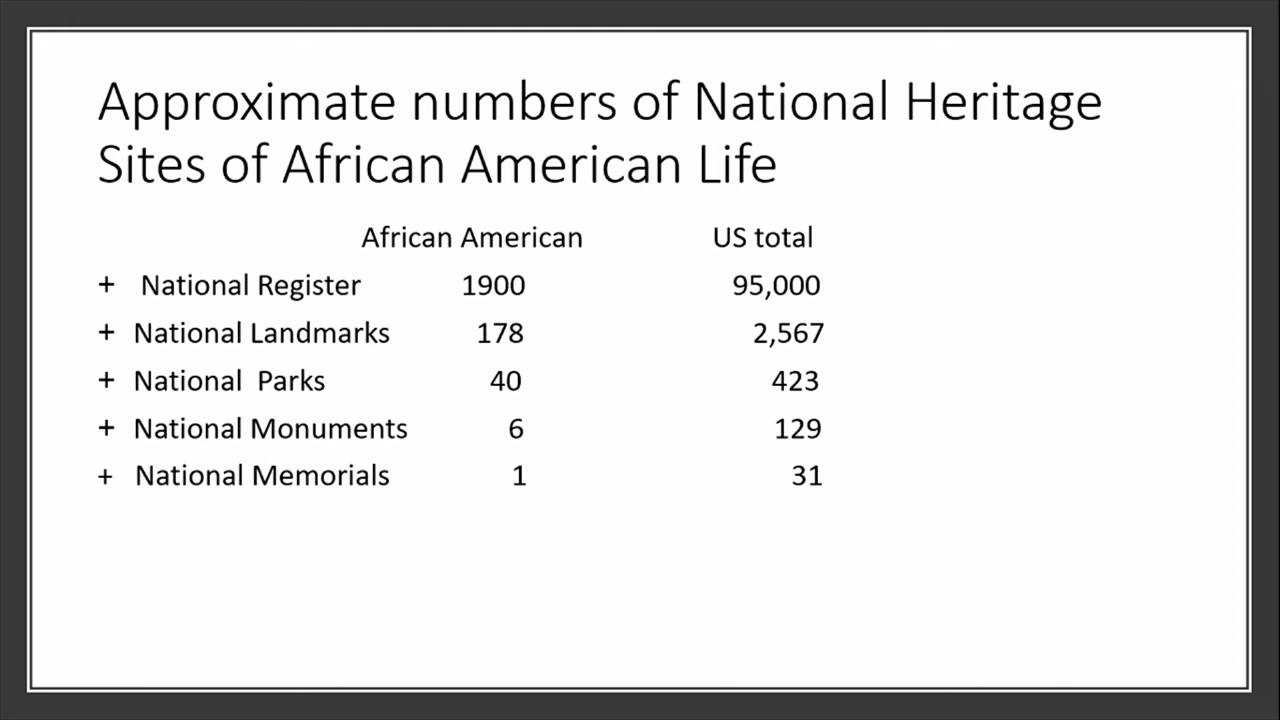 Approximate numbers of National Heritage
Sites of African American Life
African American US total
+ National Register 1900 95,000
+ National Landmarks 178 2,567
+ National Parks 40 423
+ National Monuments 6 129
+ National Memorials 1 31